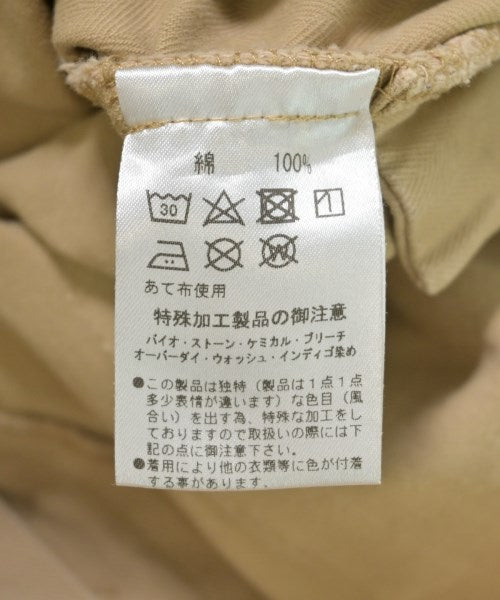 綿 100%
30
W
あて布使用
特殊加工製品の御注意
バイオ・ストーン・ケミカル・ブリーチ
オーバーダイ・ウォッシュ・インディゴ染め
●この製品は独特（製品は１点１点
多少表情が違います）な色目（風
合い）を出す為、特殊な加工をし
ておりますので取扱いの際には下
記の点に御注意下さい。
●着用により他の衣類等に色が付着
する事があります。